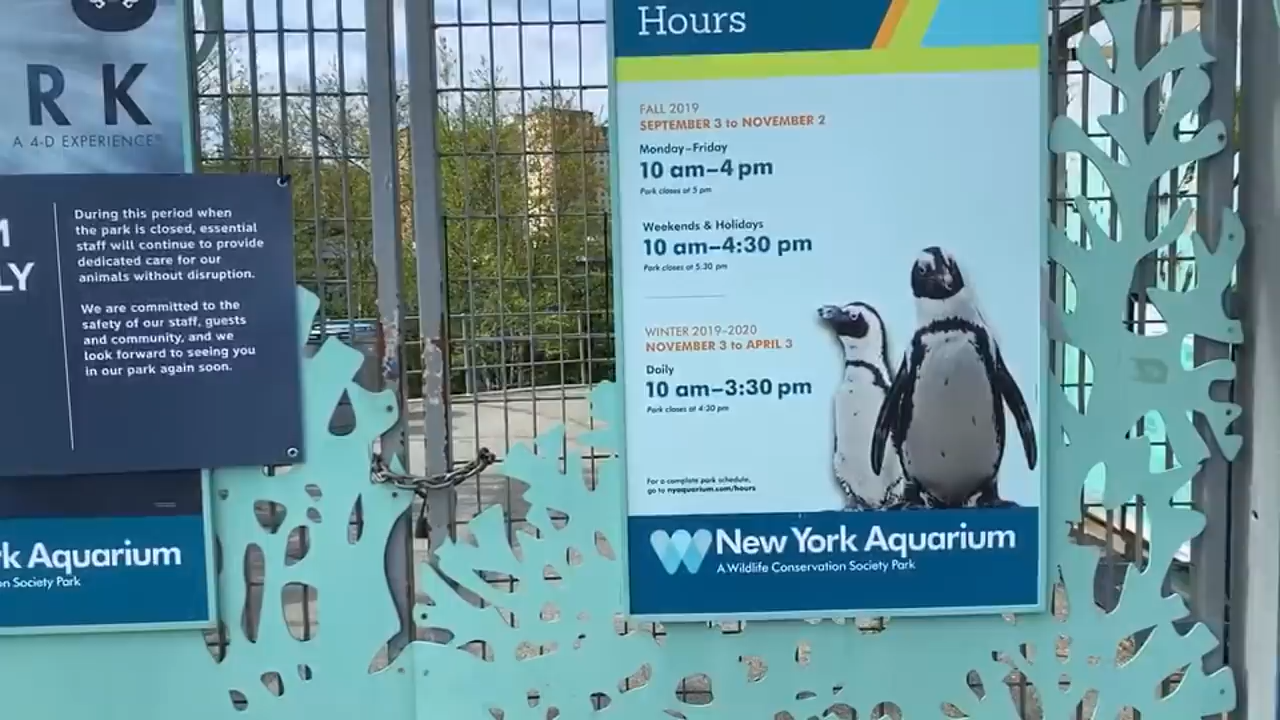 R K
A 4-D EXPERIENCE
LY
During this period when
the park is closed, essential
staff will continue to provide
dedicated care for our
animals without disruption.
We are committed to the
safety of our staff, guests
and community, and we
look forward to seeing you
in our park again soon.
rk Aquarium
on Society Park
Hours
FALL 2019
SEPTEMBER 3 to NOVEMBER 2
Monday–Friday
10 am–4 pm
Park closes at 5 pm
Weekends & Holidays
10 am–4:30 pm
Park closes at 5:30 pm
WINTER 2019–2020
NOVEMBER 3 to APRIL 3
Daily
10 am–3:30 pm
Park closes at 4:30 pm
For a complete park schedule,
go to nyaquarium.com/hours
New York Aquarium
A Wildlife Conservation Society Park